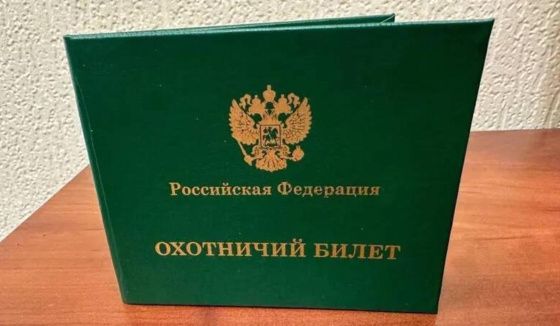 Российская Федерация
ОХОТНИЧИЙ БИЛЕТ